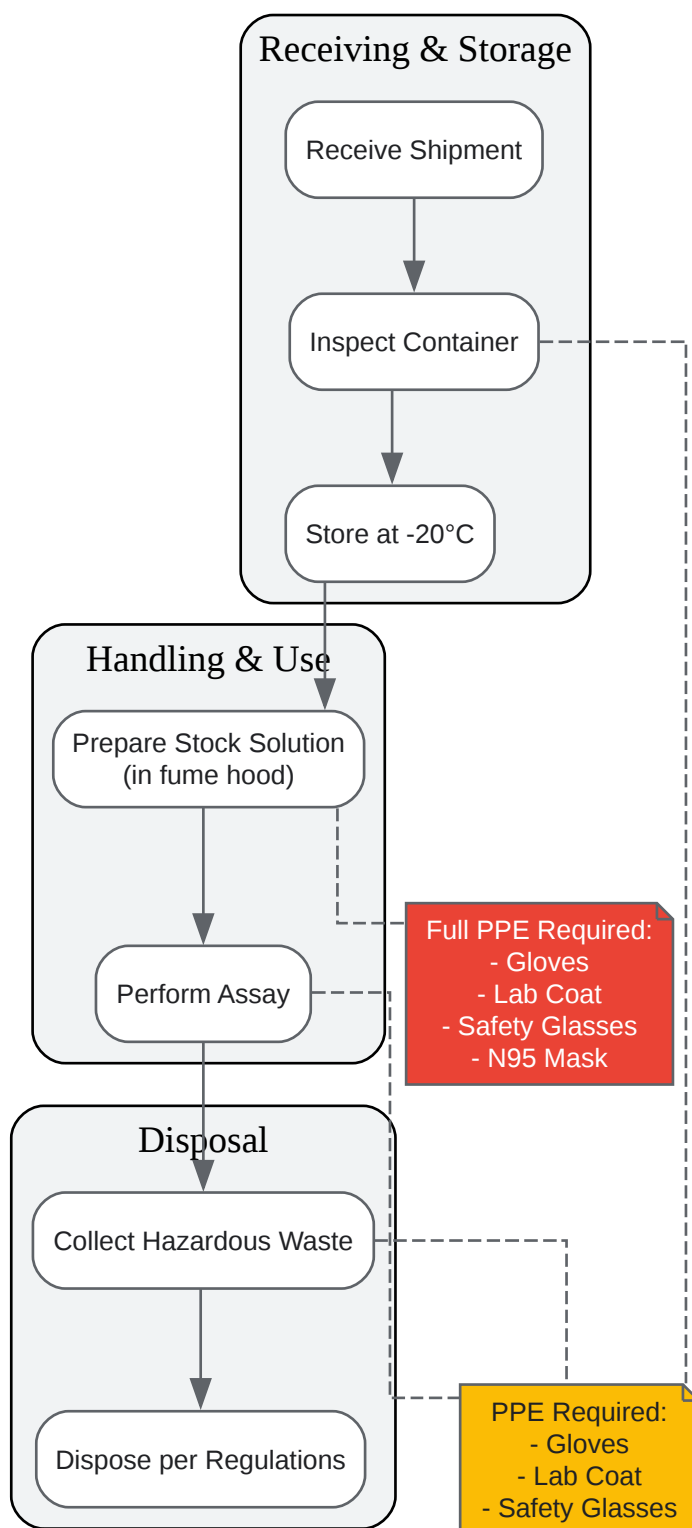 Receiving & Storage
Receive Shipment
Inspect Container
Store at -20°C
Handling & Use
Prepare Stock Solution
(in fume hood)
Full PPE Required:
- Gloves
- Lab Coat
- Safety Glasses
- N95 Mask
Perform Assay
Disposal
Collect Hazardous Waste
PPE Required:
- Gloves
- Lab Coat
- Safety Glasses
Dispose per Regulations